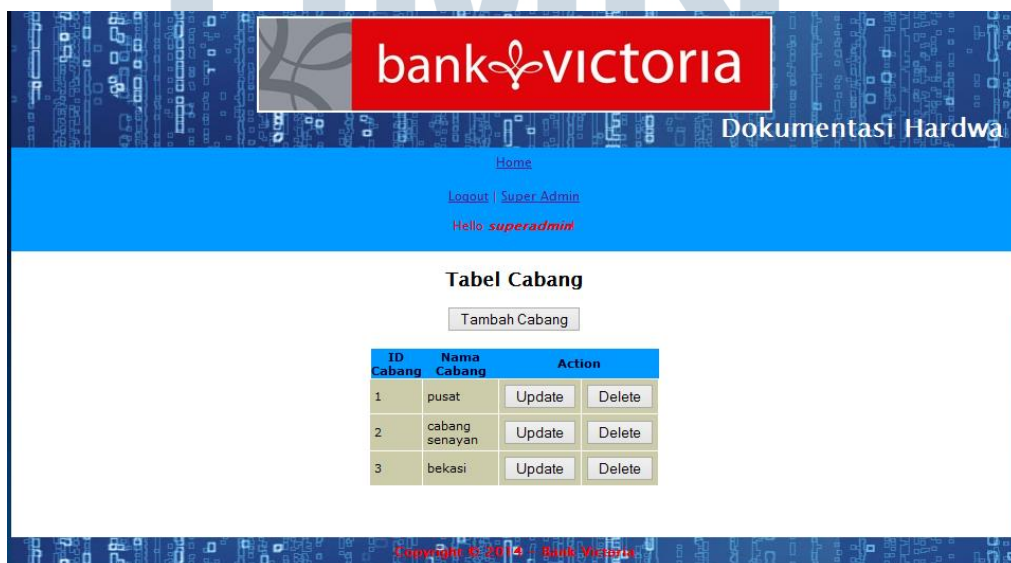 bank victoria
Dokumentasi Hardwa
Home
Logout | Super Admin
Hello superadmin!
Tabel Cabang
Tambah Cabang
ID Cabang Nama Cabang Action
1 pusat Update Delete
2 cabang senayan Update Delete
3 bekasi Update Delete
Copyright © 2014 - Bank Victoria